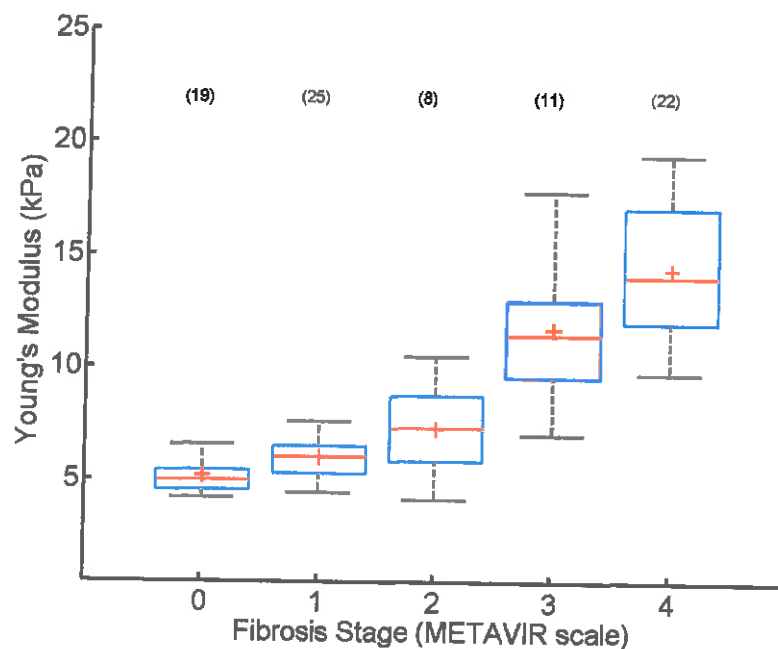 25
(19) (25) (8) (11) (22)
20
15
10
5
Young's Modulus (kPa)
0 1 2 3 4
Fibrosis Stage (METAVIR scale)